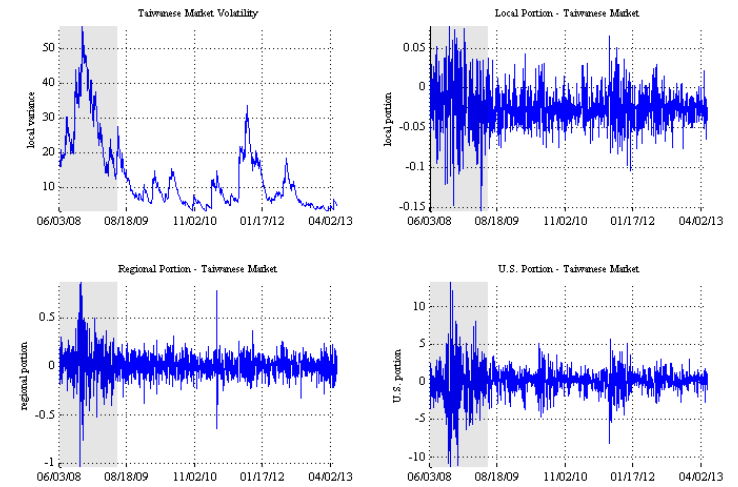 Taiwanese Market Volatility
50
40
30
20
10
local variance
06/03/08 08/18/09 11/02/10 01/17/12 04/02/13
Local Portion - Taiwanese Market
0.05
0
-0.05
-0.1
-0.15
local portion
06/03/08 08/18/09 11/02/10 01/17/12 04/02/13
Regional Portion - Taiwanese Market
0.5
0
-0.5
-1
regional portion
06/03/08 08/18/09 11/02/10 01/17/12 04/02/13
U.S. Portion - Taiwanese Market
10
5
0
-5
-10
U.S. portion
06/03/08 08/18/09 11/02/10 01/17/12 04/02/13